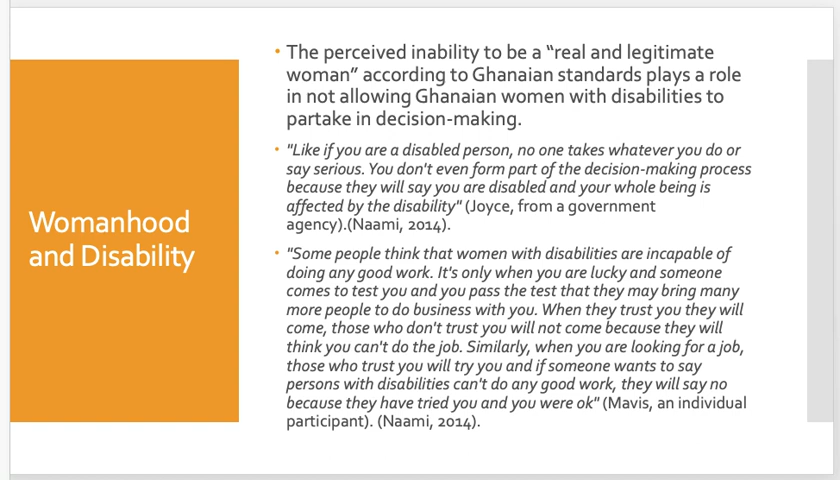 Womanhood
and Disability
• The perceived inability to be a “real and legitimate
woman” according to Ghanaian standards plays a role
in not allowing Ghanaian women with disabilities to
partake in decision-making.
• "Like if you are a disabled person, no one takes whatever you do or
say serious. You don't even form part of the decision-making process
because they will say you are disabled and your whole being is
affected by the disability" (Joyce, from a government
agency).(Naami, 2014).
• "Some people think that women with disabilities are incapable of
doing any good work. It's only when you are lucky and someone
comes to test you and you pass the test that they may bring many
more people to do business with you. When they trust you they will
come, those who don't trust you will not come because they will
think you can't do the job. Similarly, when you are looking for a job,
those who trust you will try you and if someone wants to say
persons with disabilities can't do any good work, they will say no
because they have tried you and you were ok" (Mavis, an individual
participant). (Naami, 2014).